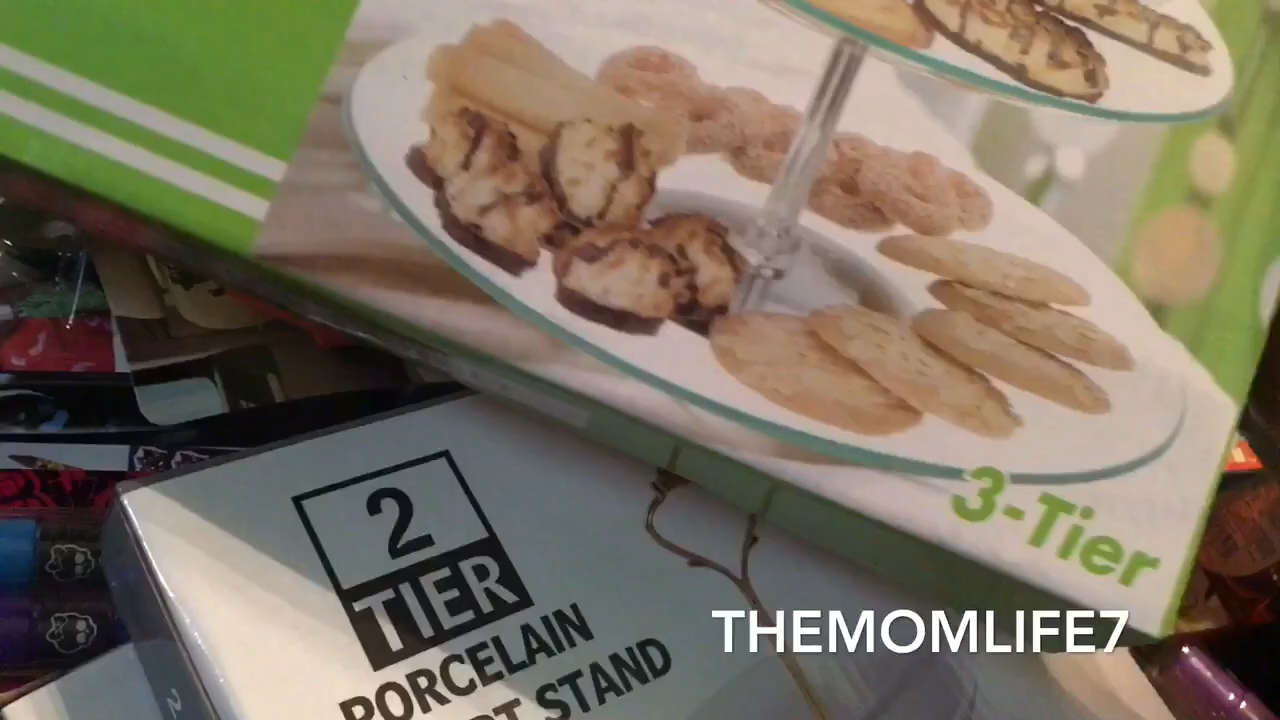 3-Tier
2
TIER
PORCELAIN
STAND
THEMOMLIFE7